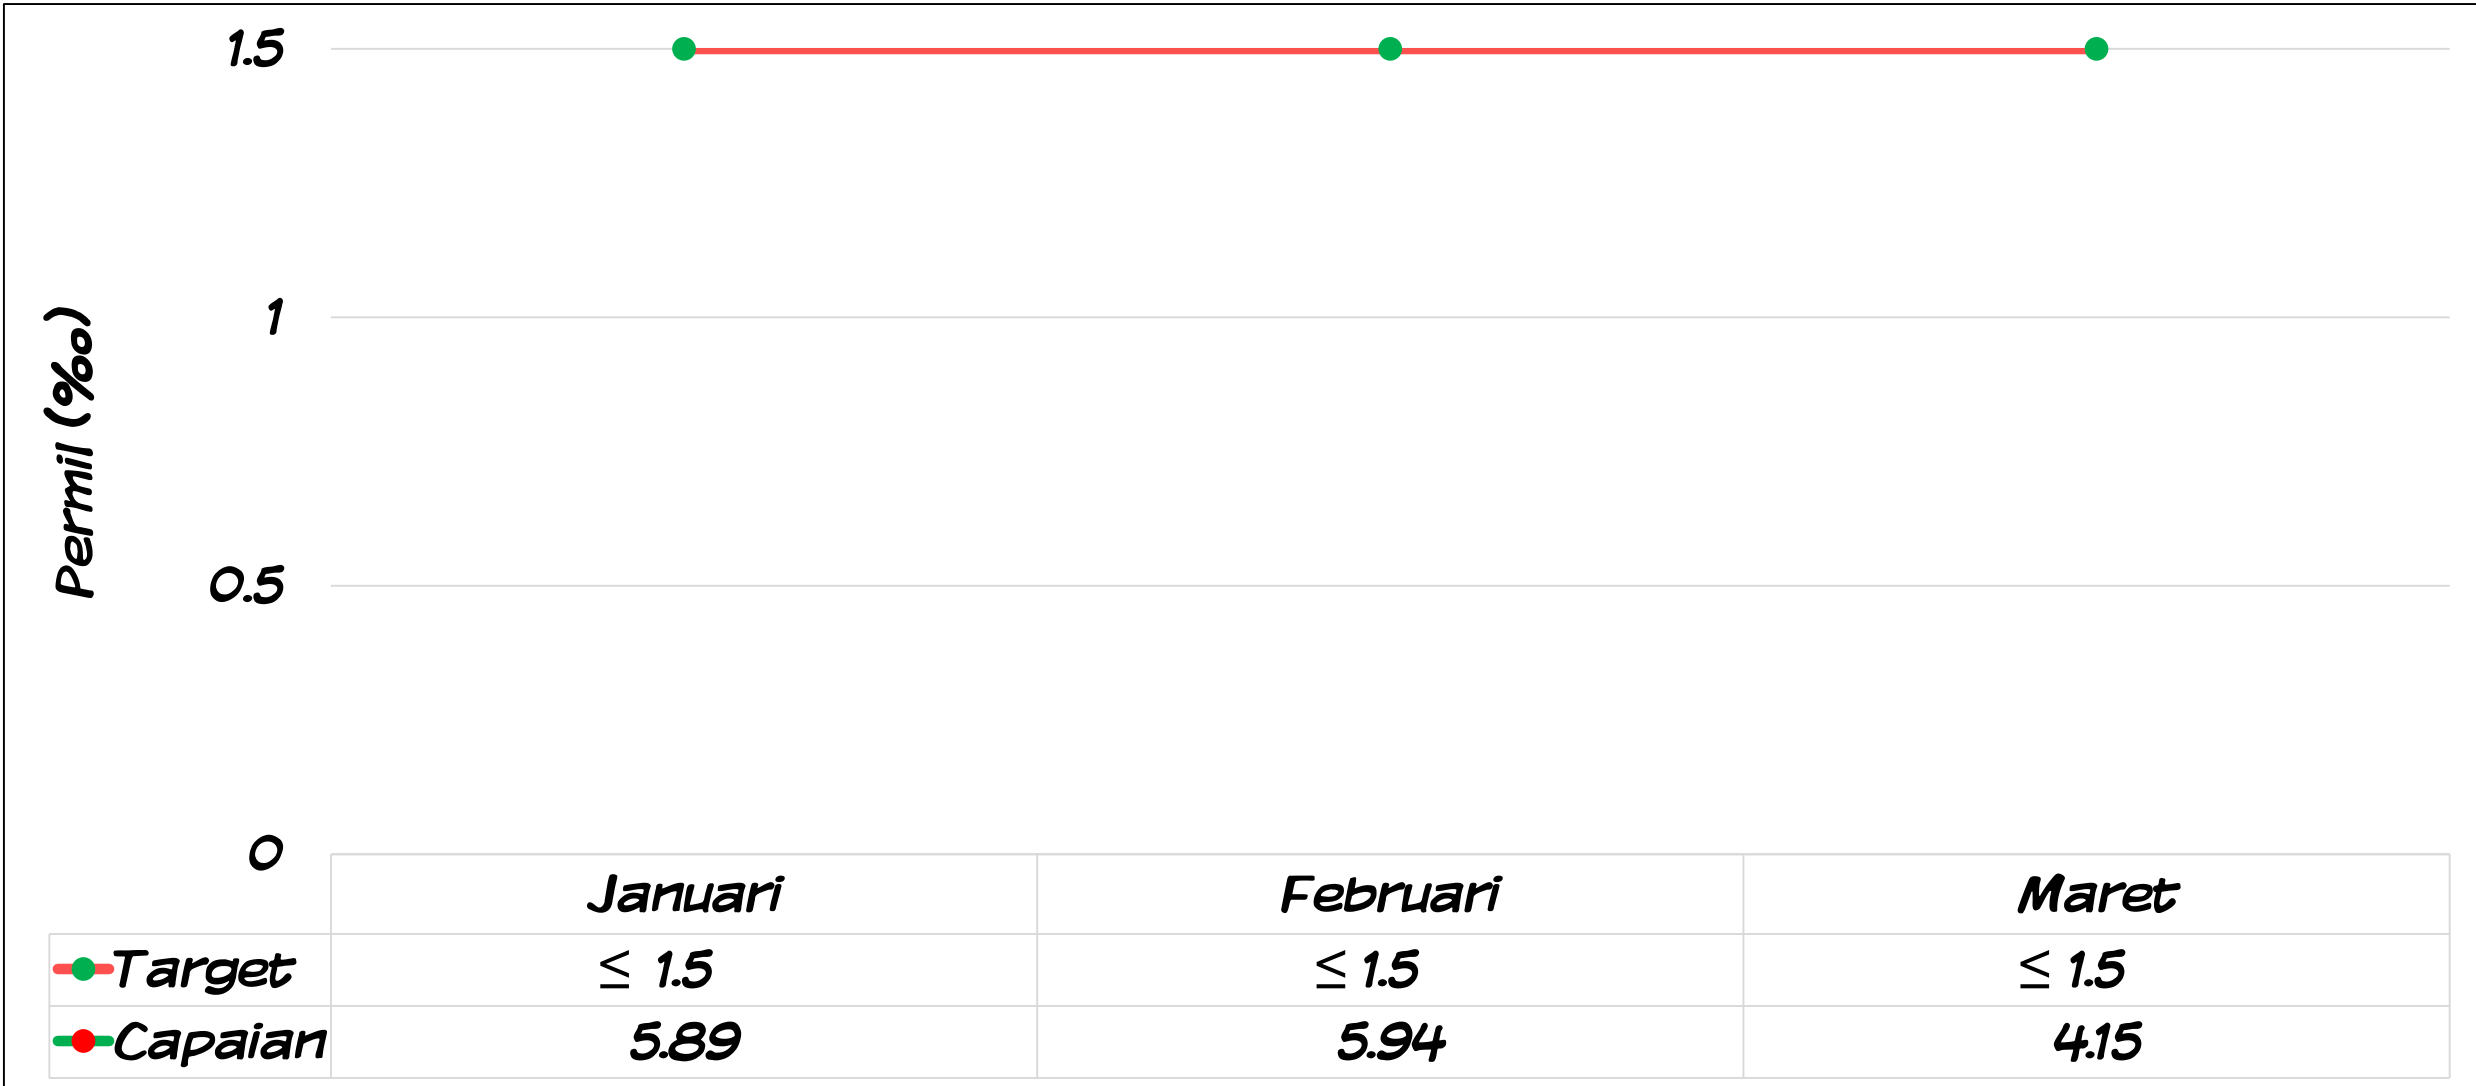 1.5
1
0.5
0
Permil (‰)
Januari Februari Maret
Target ≤ 1.5 ≤ 1.5 ≤ 1.5
Capaian 5.89 5.94 4.15